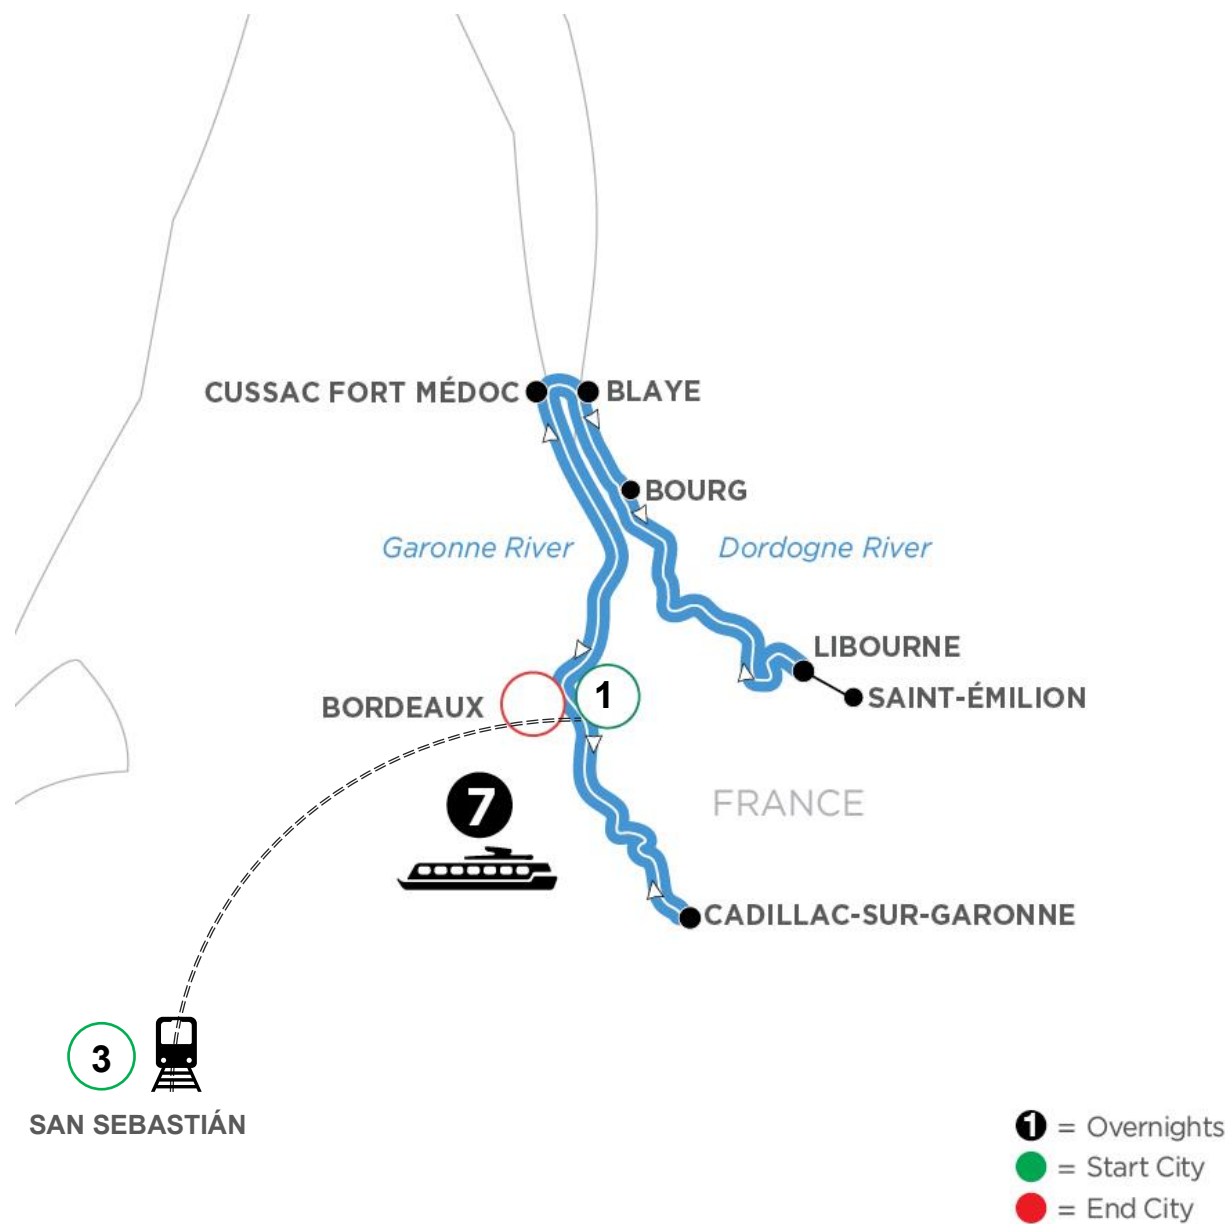 CUSSAC FORT MÉDOC
BLAYE
BOURG
Garonne River
Dordogne River
LIBOURNE
SAINT-ÉMILION
BORDEAUX
1
7
FRANCE
CADILLAC-SUR-GARONNE
3
SAN SEBASTIÁN
1 = Overnights
= Start City
= End City